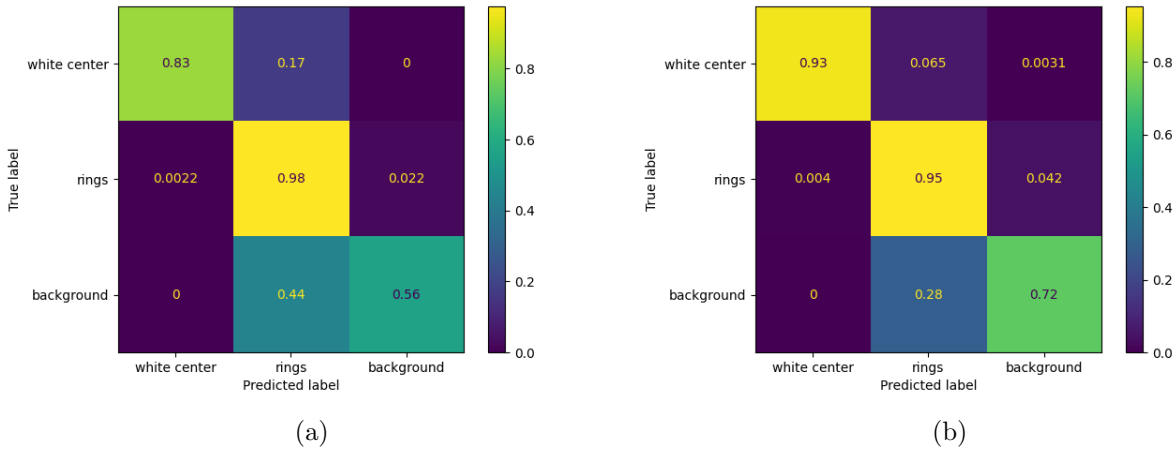 white center
rings
background
True label
0.83 0.17 0
0.0022 0.98 0.022
0 0.44 0.56
white center rings background
Predicted label
0.8
0.6
0.4
0.2
0.0
(a)
white center
rings
background
True label
0.93 0.065 0.0031
0.004 0.95 0.042
0 0.28 0.72
white center rings background
Predicted label
0.8
0.6
0.4
0.2
0.0
(b)